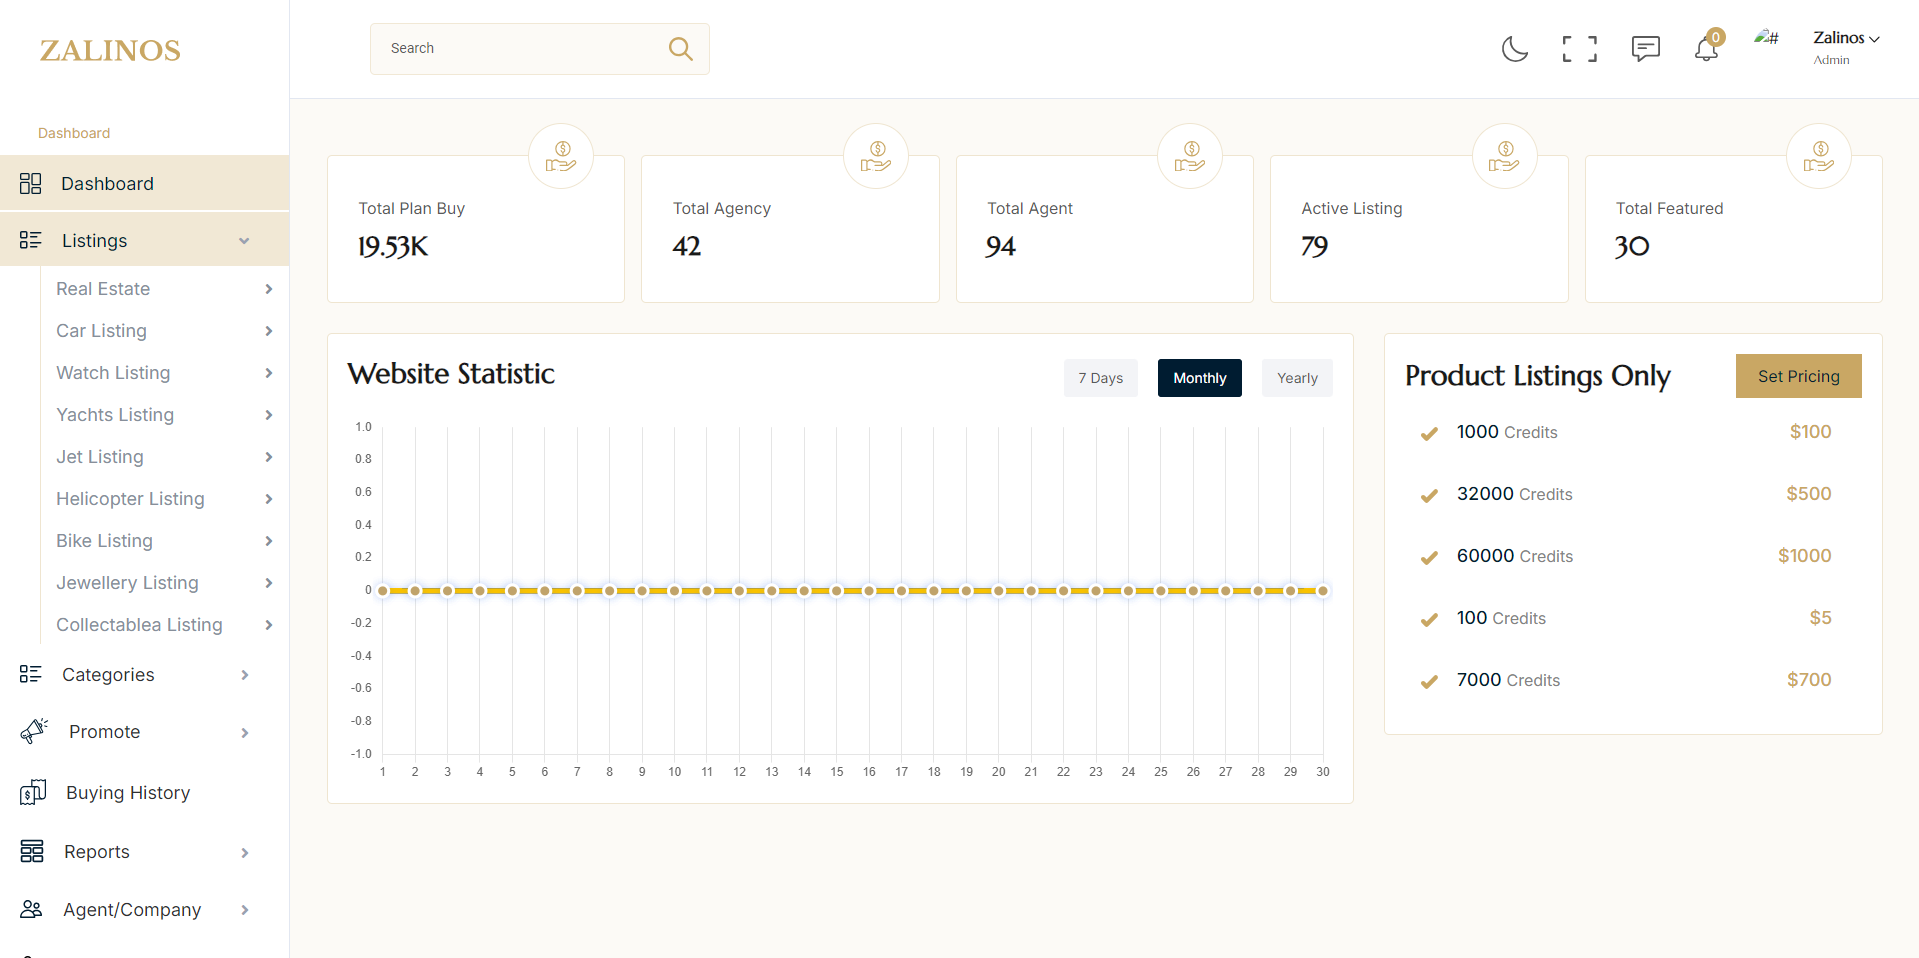 ZALINOS
Search
0
#
Zalinos
Admin
Dashboard
Dashboard
Listings
Real Estate
Car Listing
Watch Listing
Yachts Listing
Jet Listing
Helicopter Listing
Bike Listing
Jewellery Listing
Collectablea Listing
Categories
Promote
Buying History
Reports
Agent/Company
Total Plan Buy
19.53K
Total Agency
42
Total Agent
94
Active Listing
79
Total Featured
30
Website Statistic
7 Days
Monthly
Yearly
1.0
0.8
0.6
0.4
0.2
0
-0.2
-0.4
-0.6
-0.8
-1.0
1 2 3 4 5 6 7 8 9 10 11 12 13 14 15 16 17 18 19 20 21 22 23 24 25 26 27 28 29 30
Product Listings Only
Set Pricing
1000 Credits $100
32000 Credits $500
60000 Credits $1000
100 Credits $5
7000 Credits $700